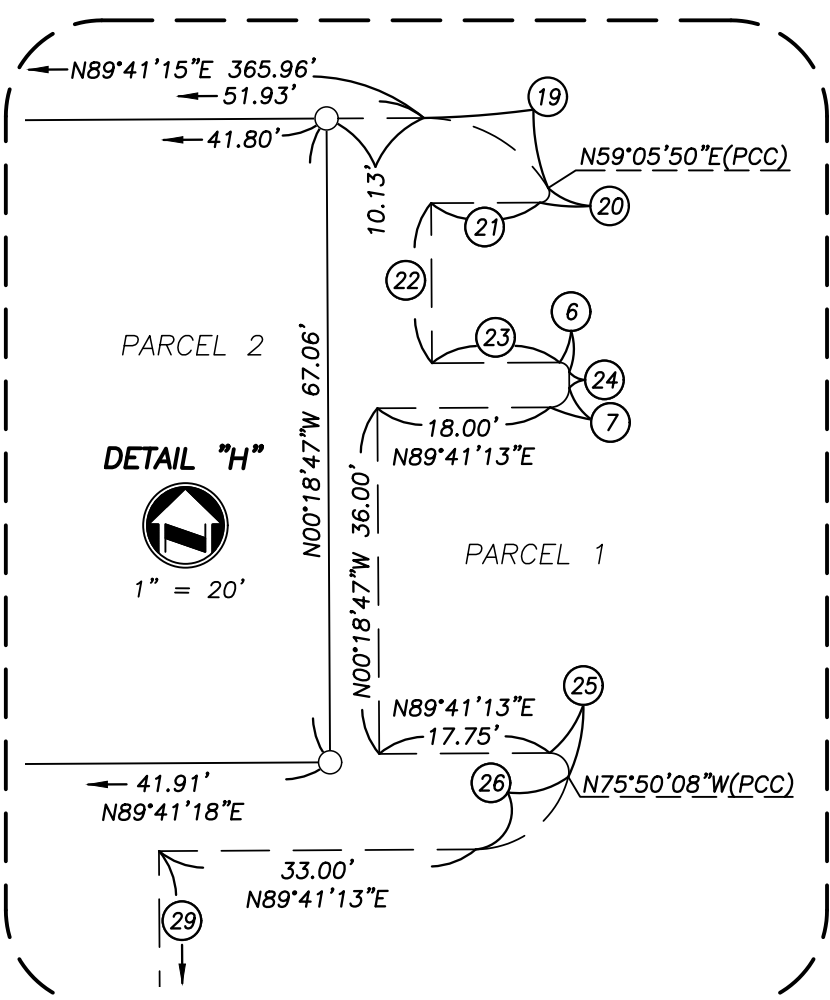 N89°41'15"E 365.96'
51.93'
41.80'
19
N59°05'50"E(PCC)
10.13'
20
21
22
6
23
PARCEL 2
24
7
18.00'
N89°41'13"E
N00°18'47"W 67.06'
DETAIL "H"
N00°18'47"W 36.00'
PARCEL 1
1" = 20'
25
N89°41'13"E
17.75'
26
N75°50'08"W(PCC)
41.91'
N89°41'18"E
33.00'
N89°41'13"E
29